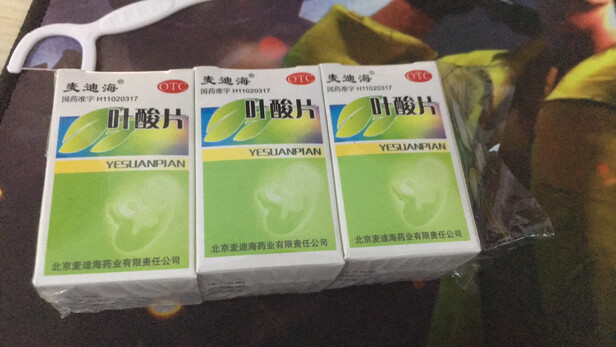 麦迪海® OTC
国药准字 H11020317
叶酸片
YESUANPIAN
北京麦迪海药业有限责任公司
麦迪海® OTC
国药准字 H11020317
叶酸片
YESUANPIAN
北京麦迪海药业有限责任公司
麦迪海® OTC
国药准字 H11020317
叶酸片
YESUANPIAN
北京麦迪海药业有限责任公司